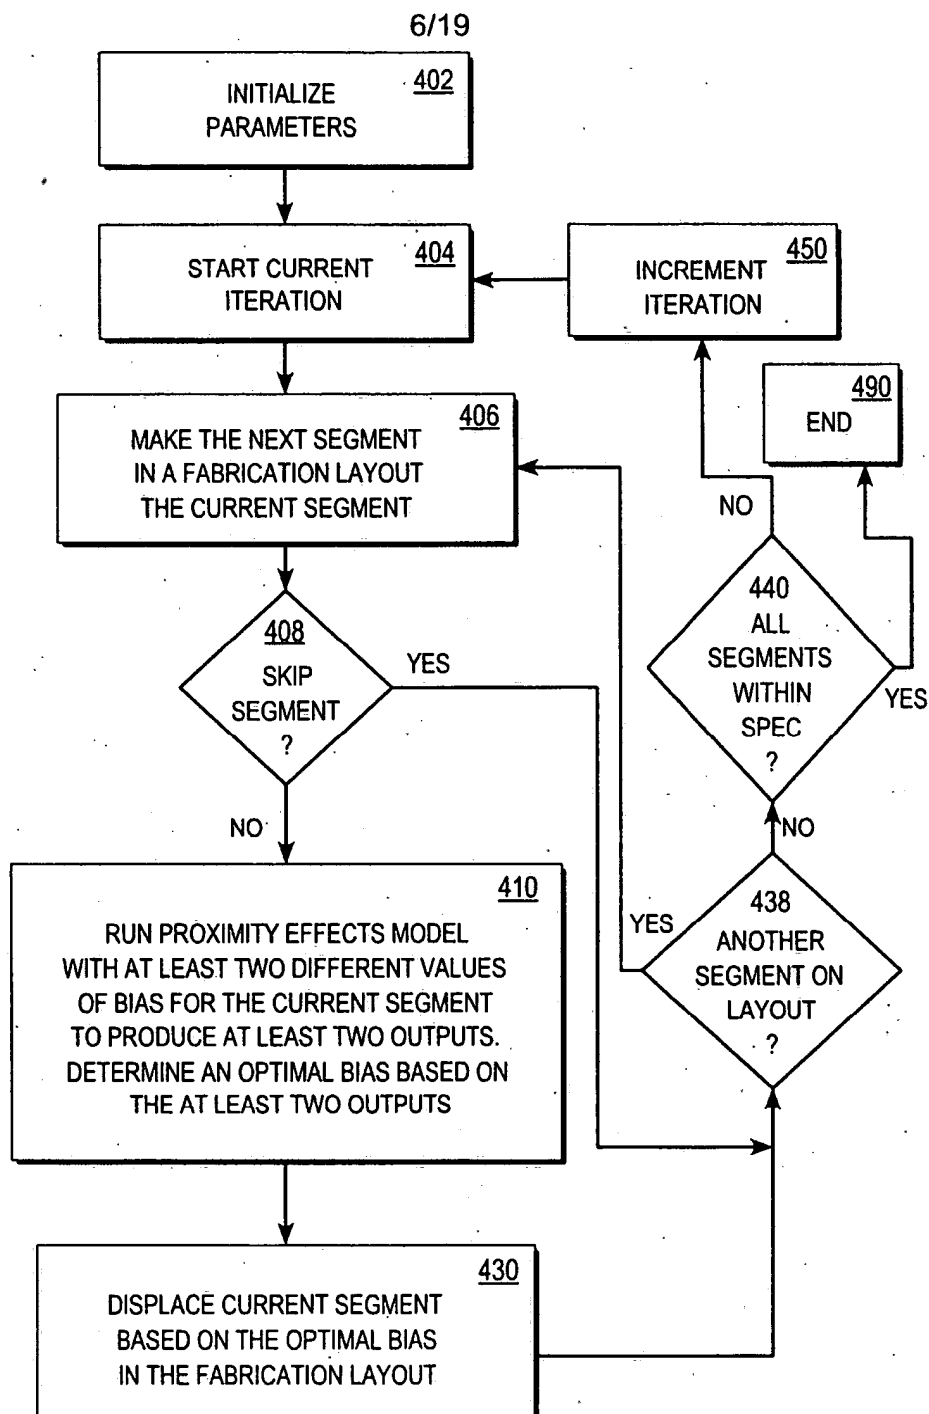 6/19
402
INITIALIZE
PARAMETERS
404
START CURRENT
ITERATION
450
INCREMENT
ITERATION
490
END
406
MAKE THE NEXT SEGMENT
IN A FABRICATION LAYOUT
THE CURRENT SEGMENT
NO
408
SKIP
SEGMENT
?
YES
440
ALL
SEGMENTS
WITHIN
SPEC
?
YES
NO
NO
410
RUN PROXIMITY EFFECTS MODEL
WITH AT LEAST TWO DIFFERENT VALUES
OF BIAS FOR THE CURRENT SEGMENT
TO PRODUCE AT LEAST TWO OUTPUTS.
DETERMINE AN OPTIMAL BIAS BASED ON
THE AT LEAST TWO OUTPUTS
YES
438
ANOTHER
SEGMENT ON
LAYOUT
?
430
DISPLACE CURRENT SEGMENT
BASED ON THE OPTIMAL BIAS
IN THE FABRICATION LAYOUT